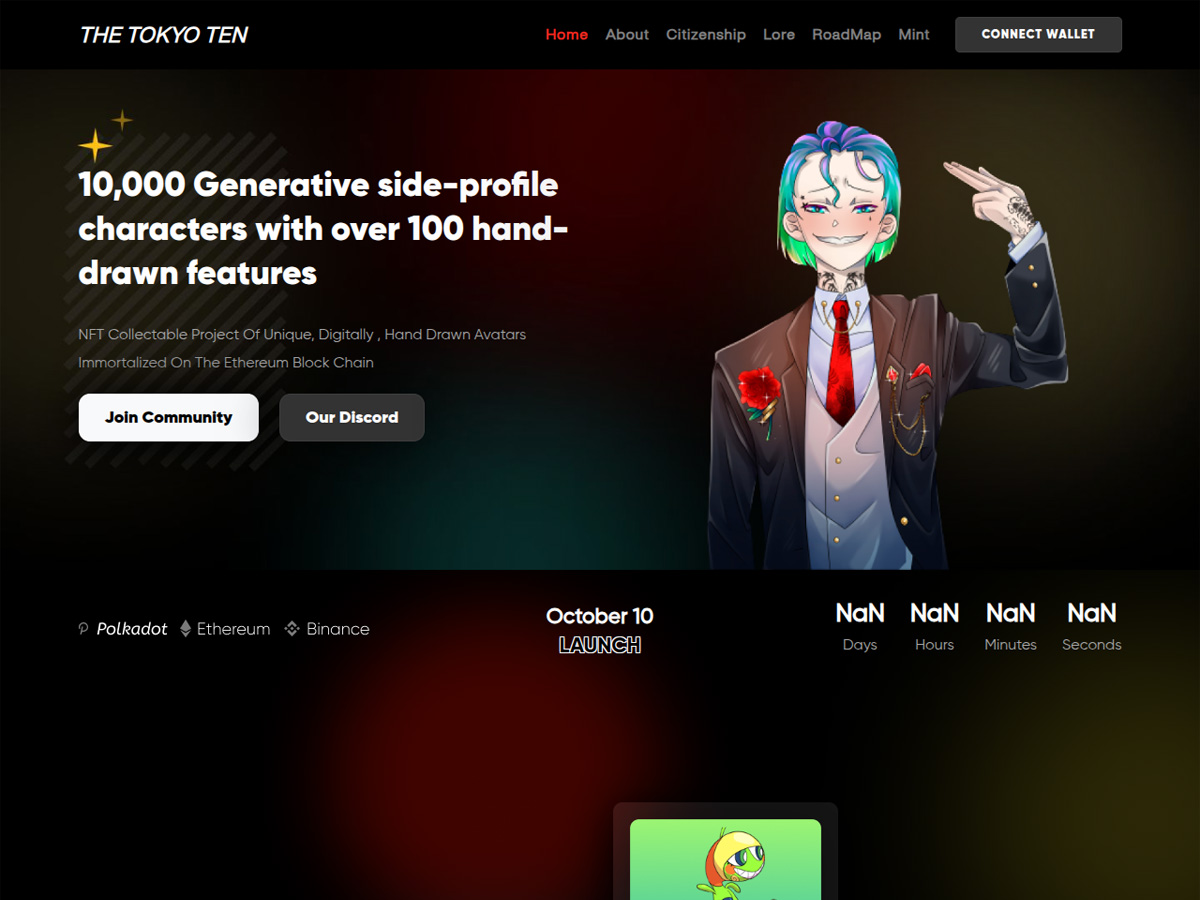 THE TOKYO TEN
Home About Citizenship Lore RoadMap Mint CONNECT WALLET
10,000 Generative side-profile
characters with over 100 hand-
drawn features
NFT Collectable Project Of Unique, Digitally , Hand Drawn Avatars
Immortalized On The Ethereum Block Chain
Join Community Our Discord
Polkadot Ethereum Binance
October 10
LAUNCH
NaN NaN NaN NaN
Days Hours Minutes Seconds